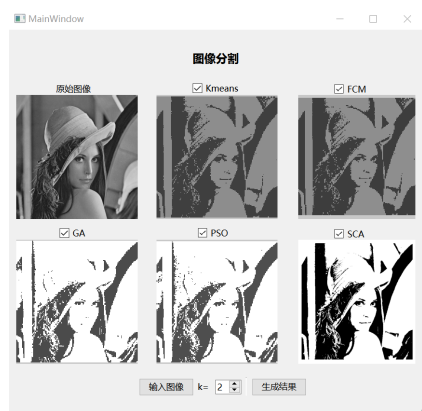 MainWindow
图像分割
原始图像
Kmeans
FCM
GA
PSO
SCA
输入图像 k= 2 生成结果